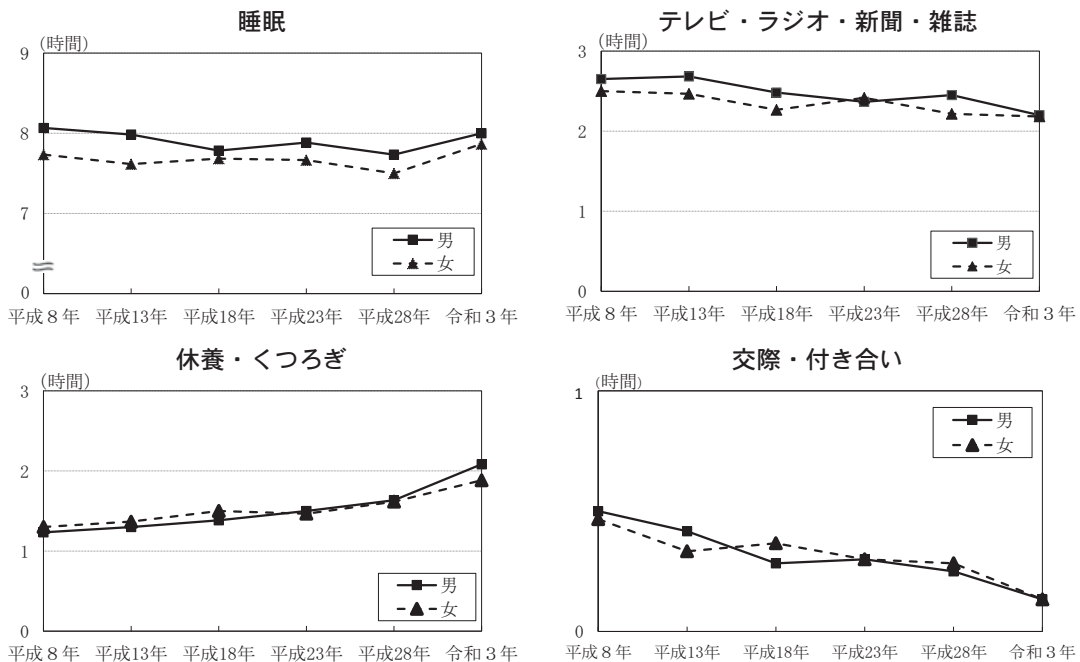 睡眠
(時間)
9
8
7
0
男
女
平成8年 平成13年 平成18年 平成23年 平成28年 令和3年
テレビ・ラジオ・新聞・雑誌
(時間)
3
2
1
0
男
女
平成8年 平成13年 平成18年 平成23年 平成28年 令和3年
休養・くつろぎ
(時間)
3
2
1
0
男
女
平成8年 平成13年 平成18年 平成23年 平成28年 令和3年
交際・付き合い
(時間)
1
0
男
女
平成8年 平成13年 平成18年 平成23年 平成28年 令和3年